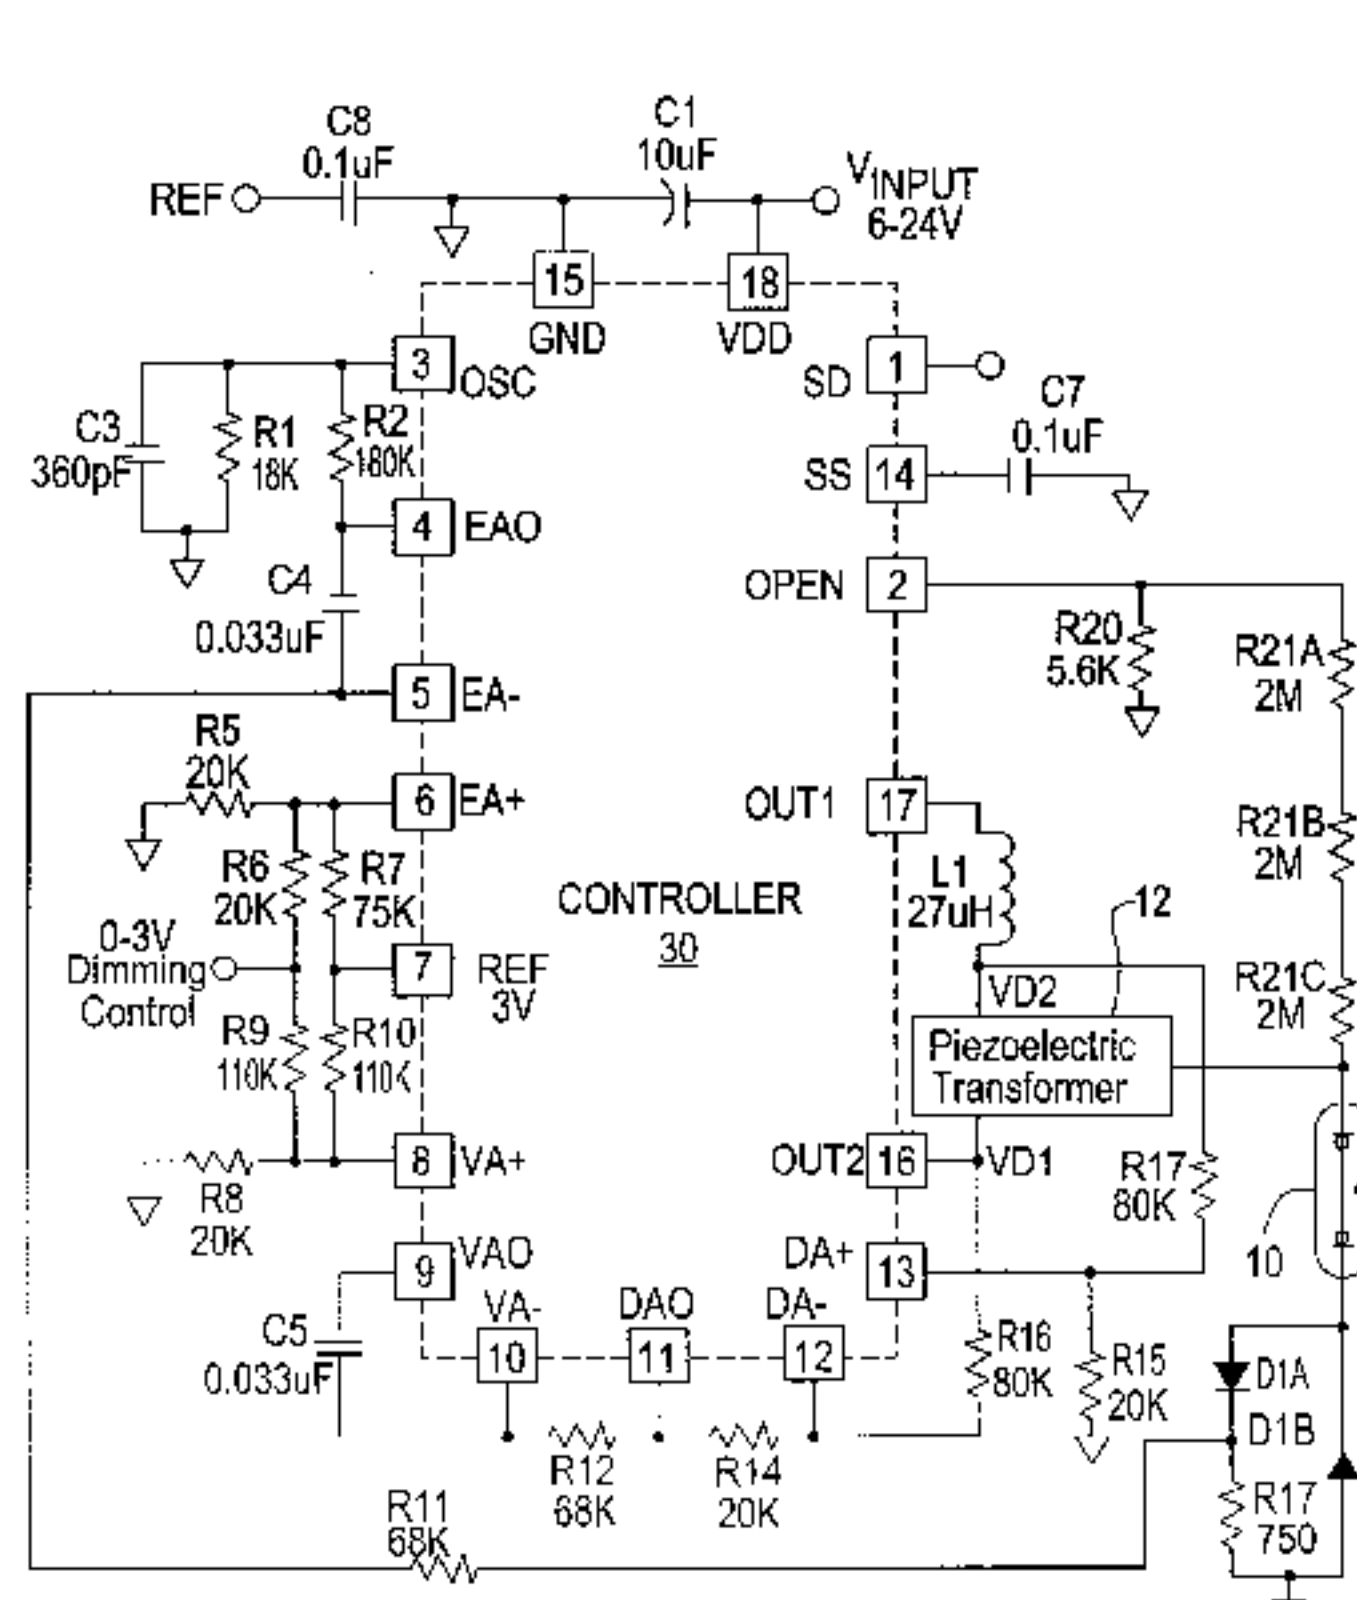 C8
0.1uF
C1
10uF
REF
VINPUT
6-24V
15
GND
18
VDD
3
OSC
1
SD
C3
360pF
R1
18K
R2
180K
C7
0.1uF
SS
14
4
EAO
C4
0.033uF
OPEN
2
R20
5.6K
R21A
2M
5
EA-
R5
20K
6
EA+
OUT1
17
R21B
2M
R6
20K
R7
75K
L1
27uH
CONTROLLER
30
12
0-3V
Dimming
Control
7
REF
3V
VD2
R21C
2M
R9
110K
R10
110K
Piezoelectric
Transformer
8
VA+
OUT2
16
VD1
R17
80K
R8
20K
10
9
VAO
DA+
13
VA-
DAO
DA-
10
11
12
C5
0.033uF
R16
80K
R15
20K
D1A
D1B
R12
68K
R14
20K
R11
68K
R17
750